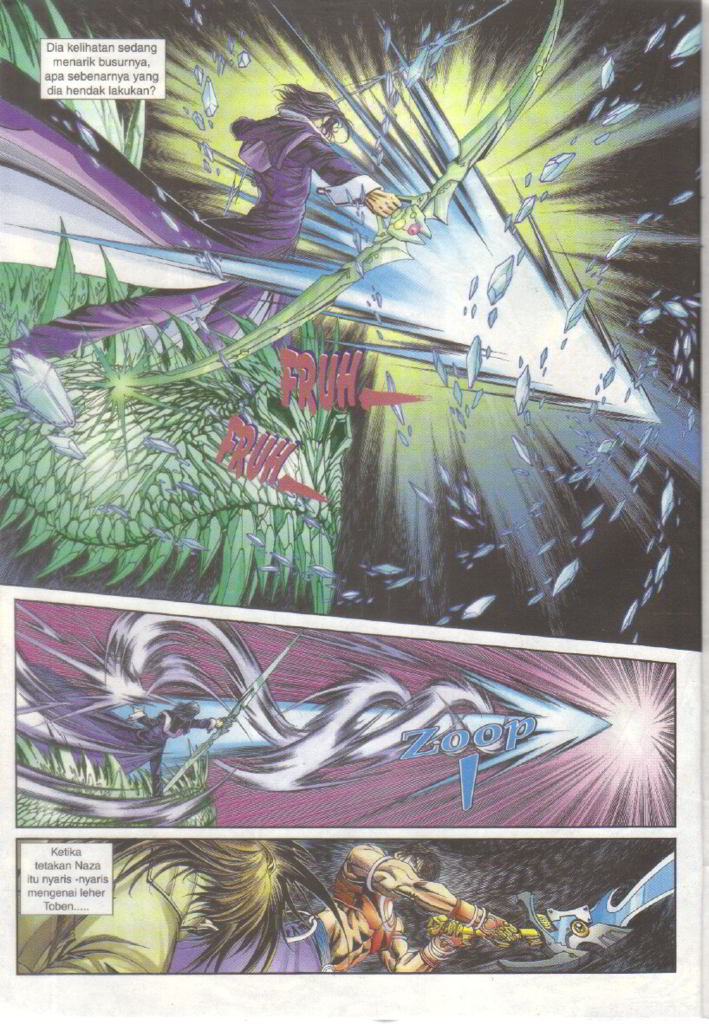 Dia kelihatan sedang
menarik busurnya,
apa sebenarnya yang
dia hendak lakukan?
FRUH
FRUH
Zoop
!
Ketika
tetakan Naza
itu nyaris -nyaris
mengenai leher
Toben.....